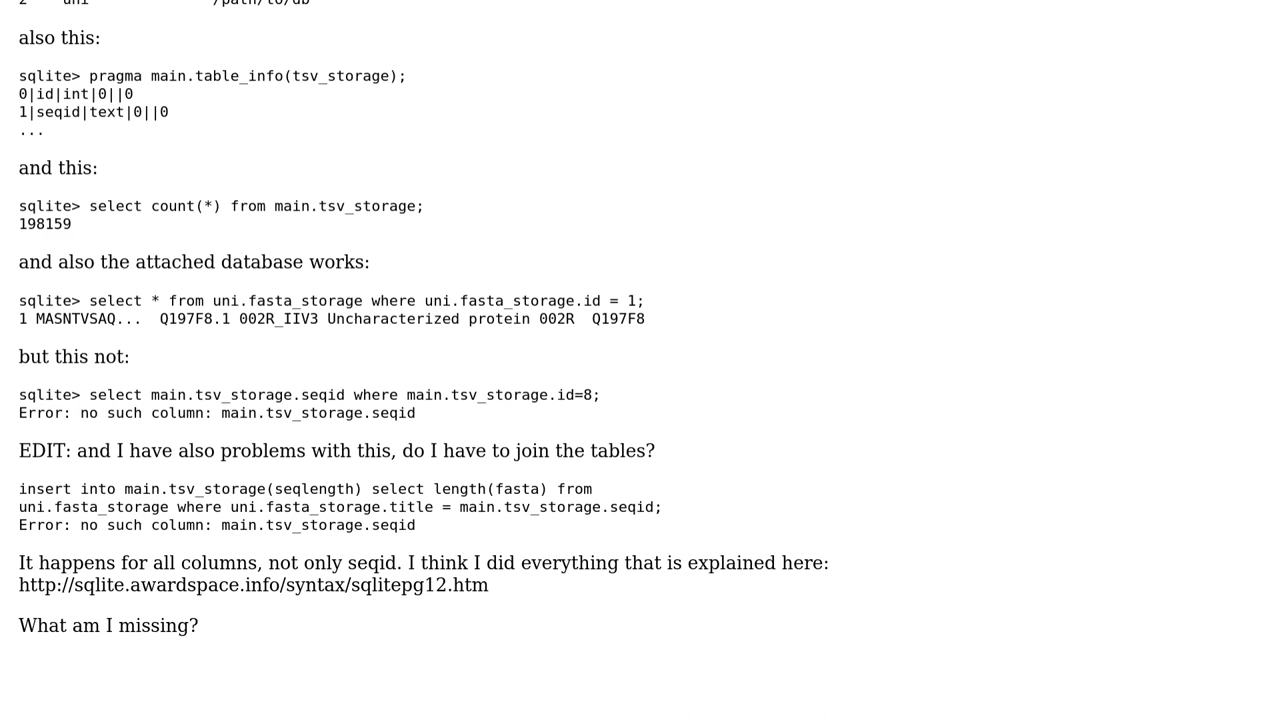 2    uni              /path/to/db
also this:
sqlite> pragma main.table_info(tsv_storage);
0|id|int|0||0
1|seqid|text|0||0
...
and this:
sqlite> select count(*) from main.tsv_storage;
198159
and also the attached database works:
sqlite> select * from uni.fasta_storage where uni.fasta_storage.id = 1;
1 MASNTVSAQ...  Q197F8.1 002R_IIV3 Uncharacterized protein 002R  Q197F8
but this not:
sqlite> select main.tsv_storage.seqid where main.tsv_storage.id=8;
Error: no such column: main.tsv_storage.seqid
EDIT: and I have also problems with this, do I have to join the tables?
insert into main.tsv_storage(seqlength) select length(fasta) from
uni.fasta_storage where uni.fasta_storage.title = main.tsv_storage.seqid;
Error: no such column: main.tsv_storage.seqid
It happens for all columns, not only seqid. I think I did everything that is explained here:
http://sqlite.awardspace.info/syntax/sqlitepg12.htm
What am I missing?